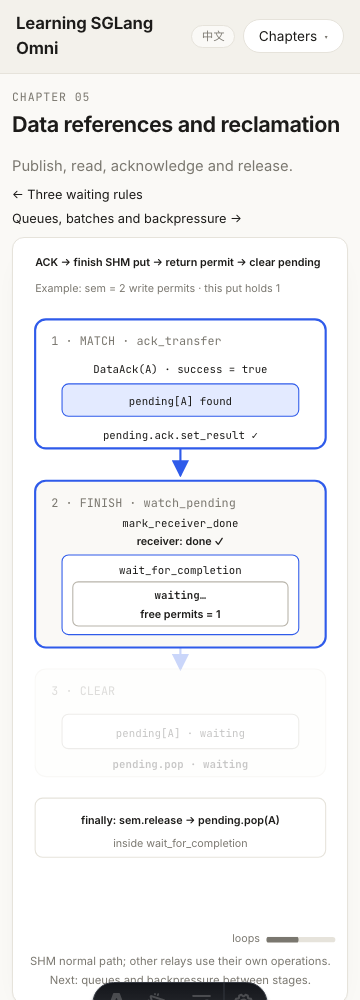 Learning SGLang
Omni
中文
Chapters
CHAPTER 05
Data references and reclamation
Publish, read, acknowledge and release.
← Three waiting rules
Queues, batches and backpressure →
ACK → finish SHM put → return permit → clear pending
Example: sem = 2 write permits · this put holds 1
1 · MATCH · ack_transfer
DataAck(A) · success = true
pending[A] found
pending.ack.set_result ✓
2 · FINISH · watch_pending
mark_receiver_done
receiver: done ✓
wait_for_completion
waiting…
free permits = 1
3 · CLEAR
pending[A] · waiting
pending.pop · waiting
finally: sem.release → pending.pop(A)
inside wait_for_completion
loops
SHM normal path; other relays use their own operations.
Next: queues and backpressure between stages.